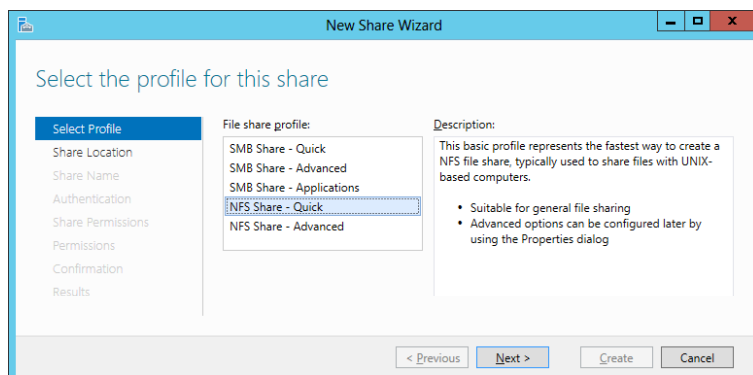 New Share Wizard
Select the profile for this share
Select Profile
Share Location
Share Name
Authentication
Share Permissions
Permissions
Confirmation
Results
File share profile:
SMB Share - Quick
SMB Share - Advanced
SMB Share - Applications
NFS Share - Quick
NFS Share - Advanced
Description:
This basic profile represents the fastest way to create a
NFS file share, typically used to share files with UNIX-
based computers.
• Suitable for general file sharing
• Advanced options can be configured later by
using the Properties dialog
< Previous
Next >
Create
Cancel